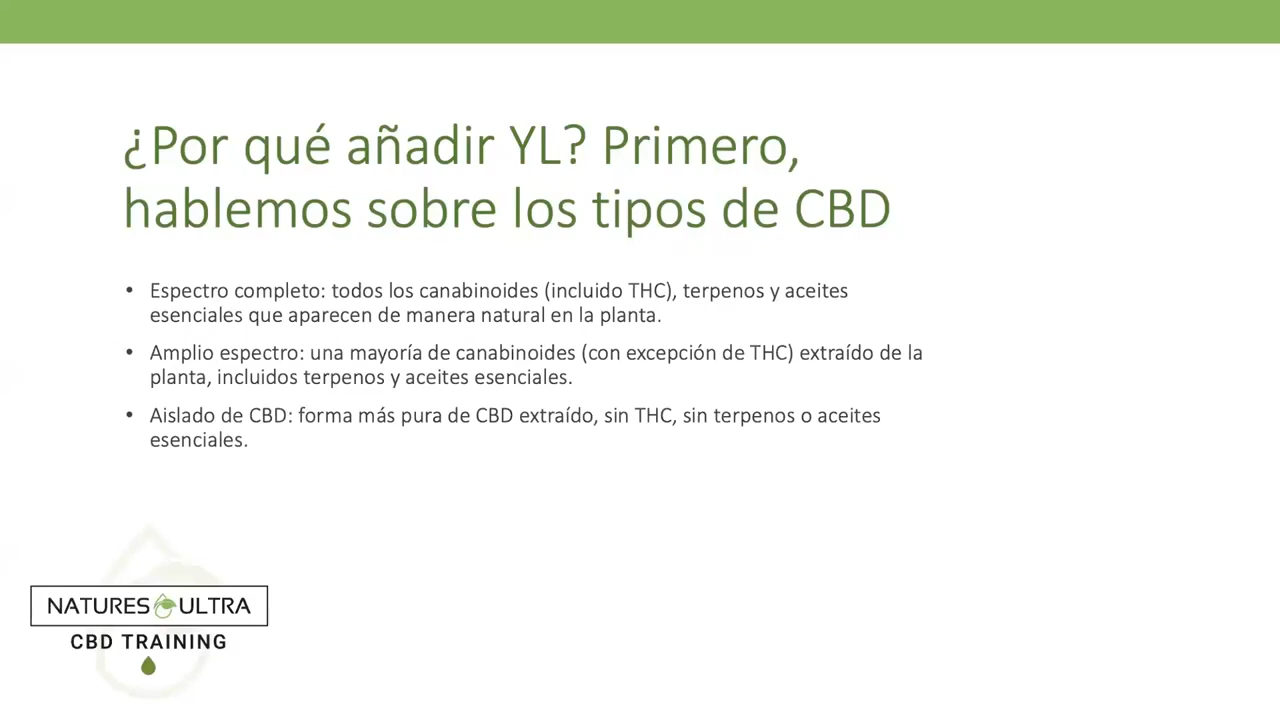 ¿Por qué añadir YL? Primero,
hablemos sobre los tipos de CBD
• Espectro completo: todos los canabinoides (incluido THC), terpenos y aceites
esenciales que aparecen de manera natural en la planta.
• Amplio espectro: una mayoría de canabinoides (con excepción de THC) extraído de la
planta, incluidos terpenos y aceites esenciales.
• Aislado de CBD: forma más pura de CBD extraído, sin THC, sin terpenos o aceites
esenciales.
NATURES ULTRA
CBD TRAINING